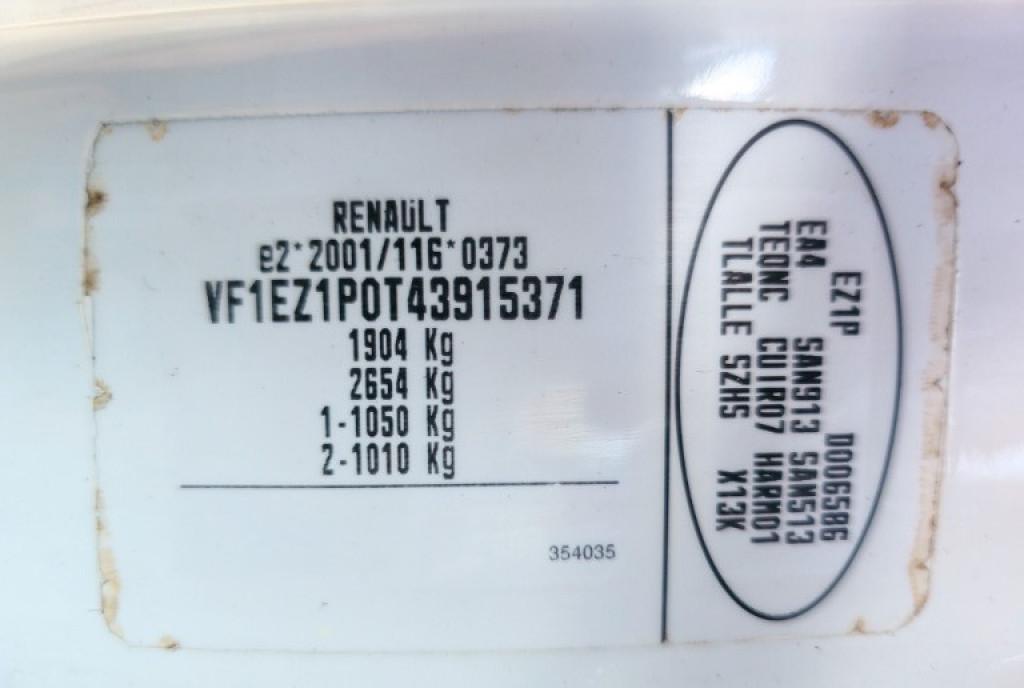 RENAULT
e2*2001/116*0373
VF1EZ1P0T43915371
1904 Kg
2654 Kg
1-1050 Kg
2-1010 Kg
354035
EZ1P D006586
EA4 SAN913 SAM513
TEQNC CUIR07 HARM01
TLALLE SZHS X13K